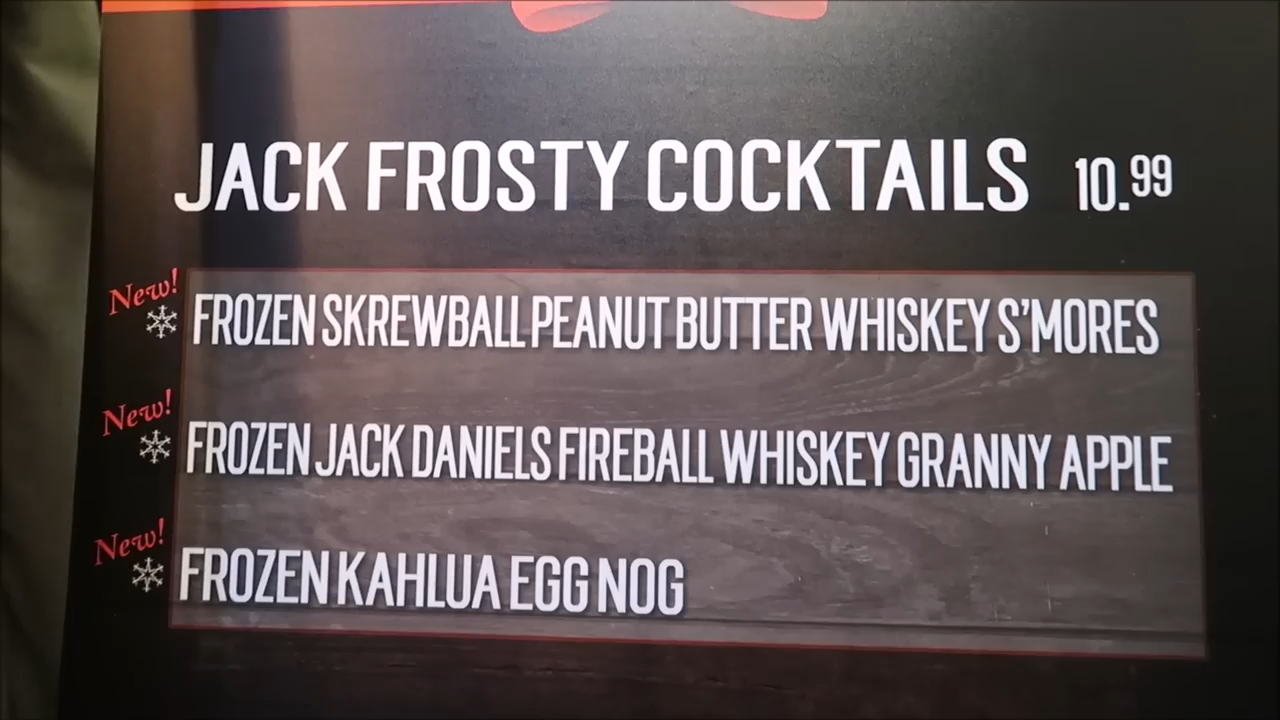 JACK FROSTY COCKTAILS 10.99
New!
FROZEN SKREWBALL PEANUT BUTTER WHISKEY S'MORES
New!
FROZEN JACK DANIELS FIREBALL WHISKEY GRANNY APPLE
New!
FROZEN KAHLUA EGG NOG